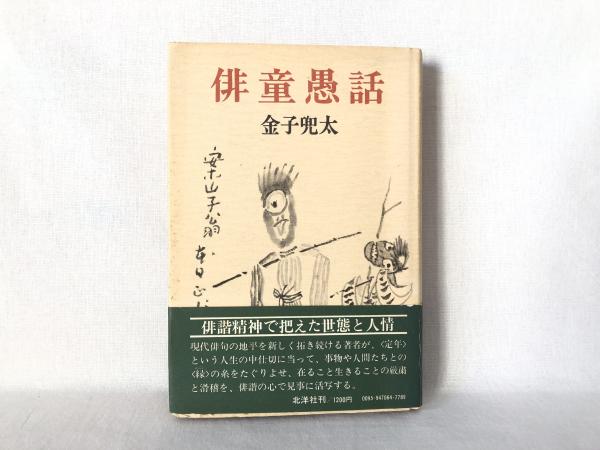 俳童愚話
金子兜太
案山子翁
俳諧精神で把えた世態と人情
現代俳句の地平を新しく拓き続ける著者が、〈定年〉
という人生の中仕切に当って、事物や人間たちとの
〈縁〉の糸をたぐりよせ、在ること生きることの厳粛
と滑稽を、俳諧の心で見事に活写する。
北洋社刊/1200円 0095-947064-7789